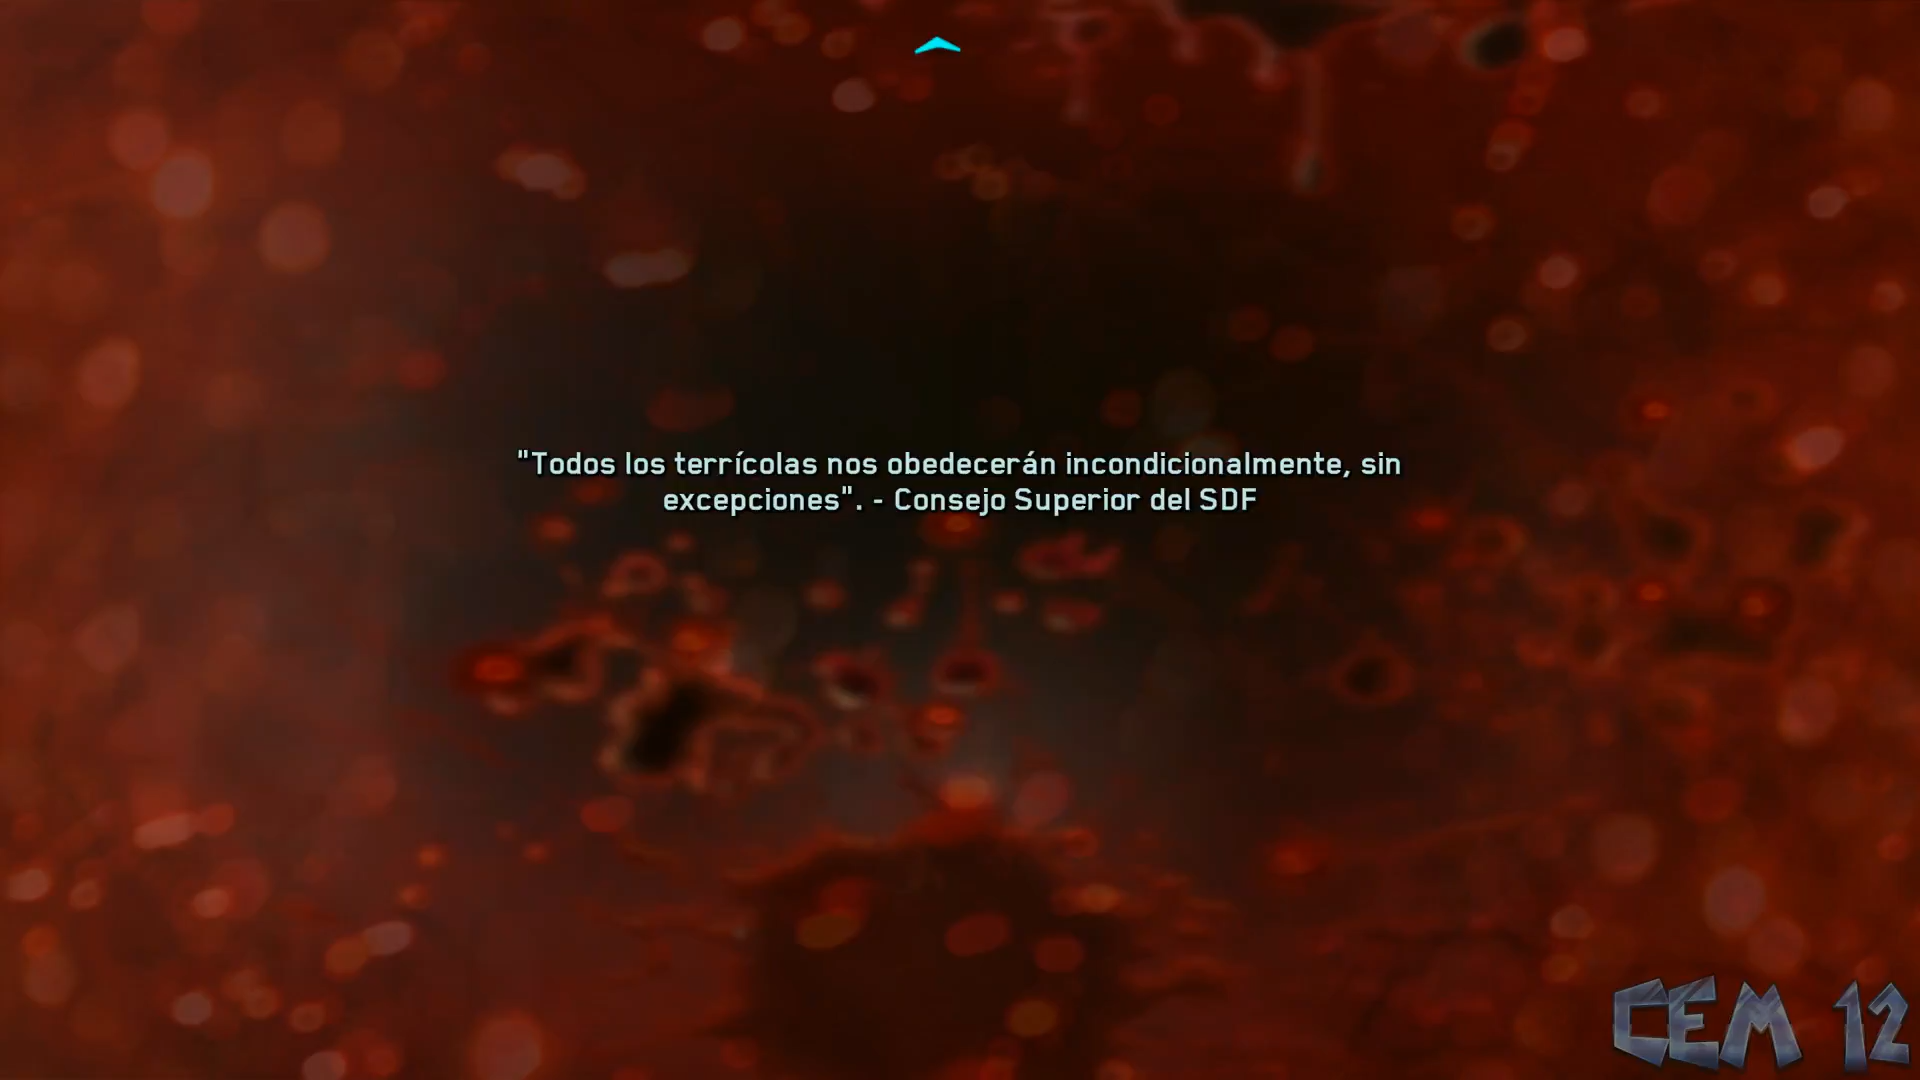 "Todos los terrícolas nos obedecerán incondicionalmente, sin
excepciones". - Consejo Superior del SDF
CEM 12